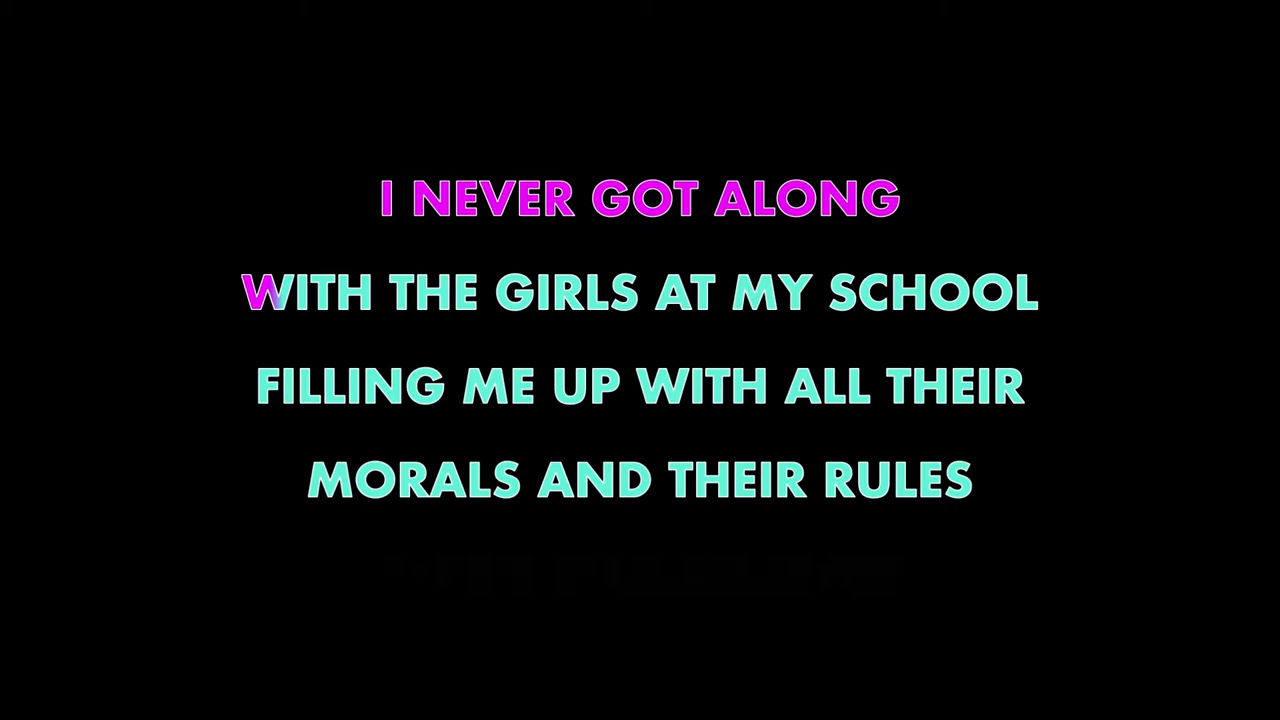 I NEVER GOT ALONG
WITH THE GIRLS AT MY SCHOOL
FILLING ME UP WITH ALL THEIR
MORALS AND THEIR RULES